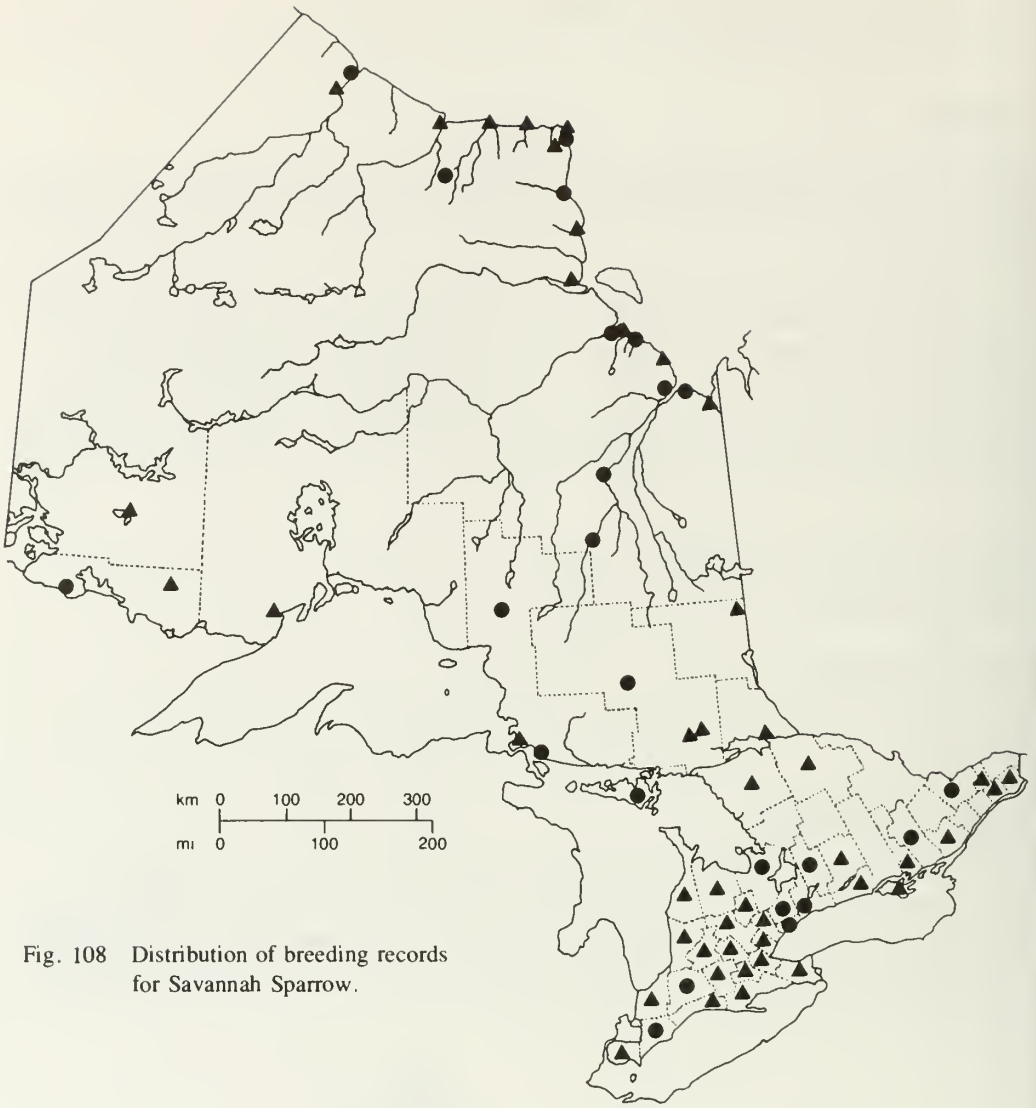 km 0 100 200 300
mi 0 100 200
Fig. 108 Distribution of breeding records
for Savannah Sparrow.